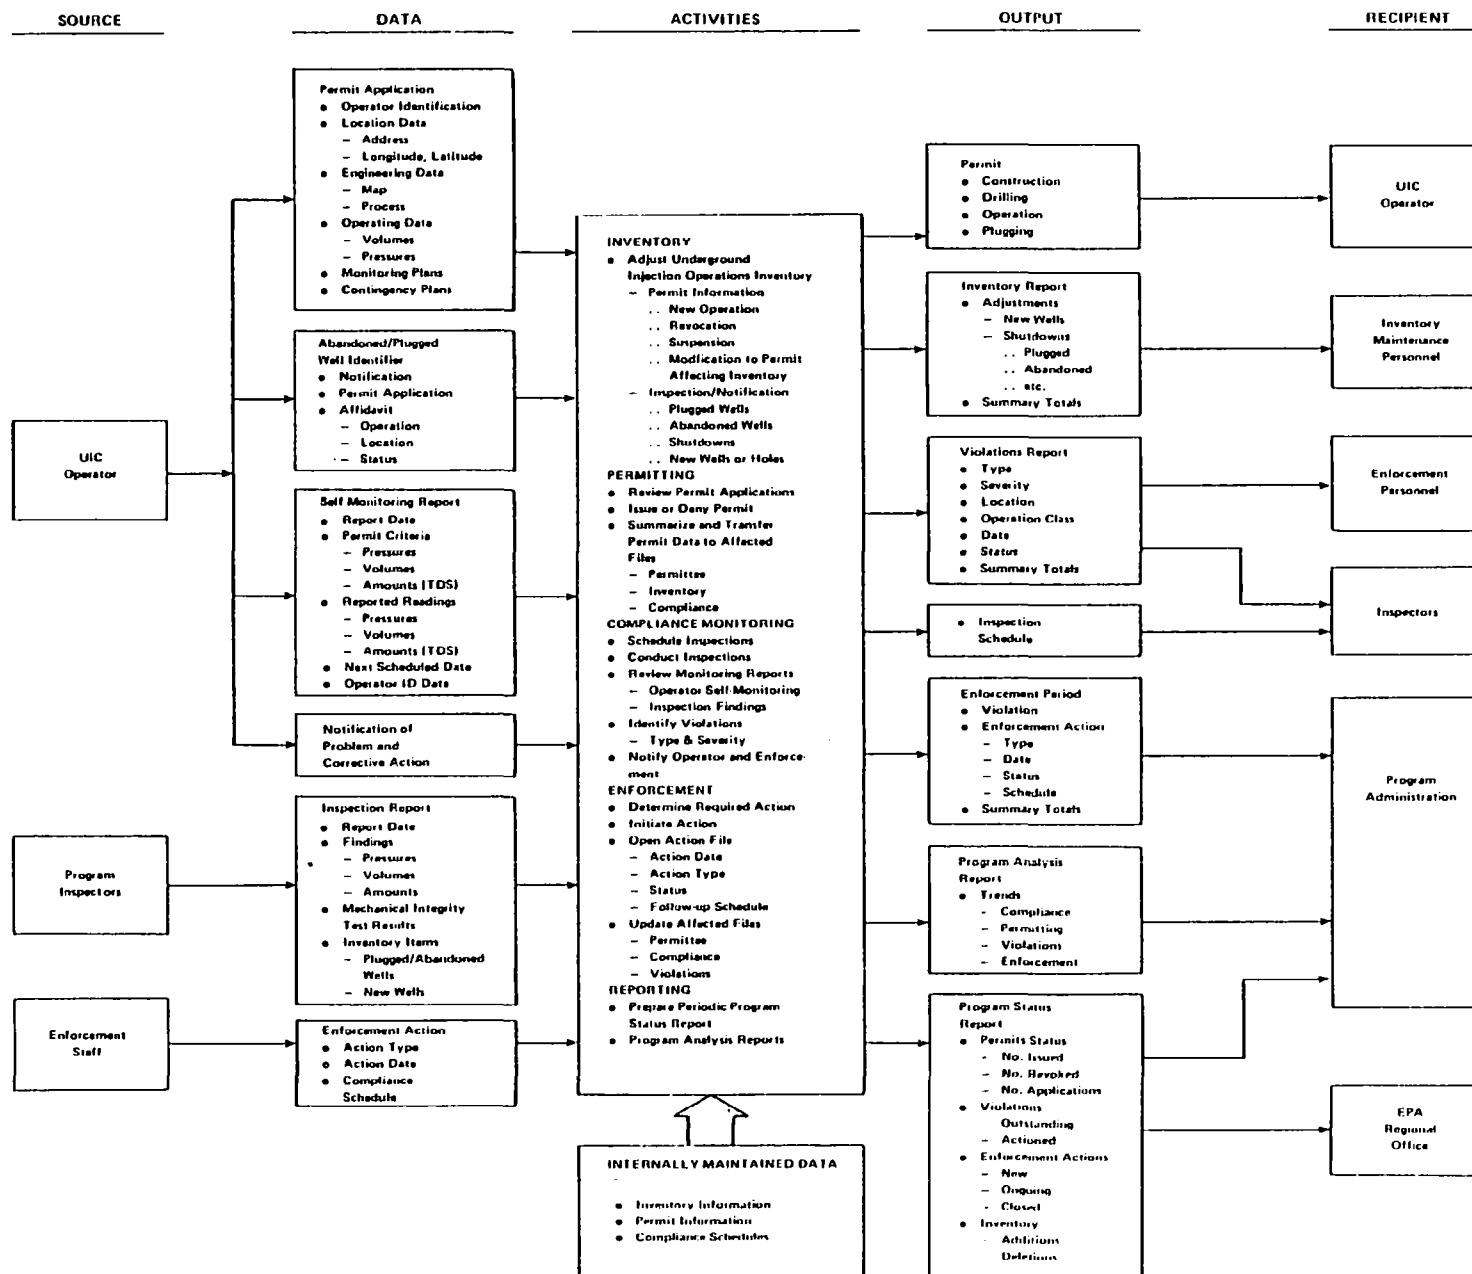 SOURCE
DATA
ACTIVITIES
OUTPUT
RECIPIENT
UIC
Operator
Program
Inspectors
Enforcement
Staff
Permit Application
• Operator Identification
• Location Data
– Address
– Longitude, Latitude
• Engineering Data
– Map
– Process
• Operating Data
– Volumes
– Pressures
• Monitoring Plans
• Contingency Plans
Abandoned/Plugged
Well Identifier
• Notification
• Permit Application
• Affidavit
– Operation
– Location
– Status
Self Monitoring Report
• Report Date
• Permit Criteria
– Pressures
– Volumes
– Amounts (TDS)
• Reported Readings
– Pressures
– Volumes
– Amounts (TDS)
• Next Scheduled Date
• Operator ID Date
Notification of
Problem and
Corrective Action
Inspection Report
• Report Date
• Findings
– Pressures
– Volumes
– Amounts
• Mechanical Integrity
Test Results
• Inventory Items
– Plugged/Abandoned
Wells
– New Wells
Enforcement Action
• Action Type
• Action Date
• Compliance
Schedule
INVENTORY
• Adjust Underground
Injection Operations Inventory
– Permit Information
.. New Operation
.. Revocation
.. Suspension
.. Modlication to Permit
Affecting Inventory
– Inspection/Notification
.. Plugged Wells
.. Abandoned Wells
.. Shutdowns
.. New Wells or Holes
PERMITTING
• Review Permit Applications
• Issue or Deny Permit
• Summarize and Transfer
Permit Data to Affected
Files
– Permittee
– Inventory
– Compliance
COMPLIANCE MONITORING
• Schedule Inspections
• Conduct Inspections
• Review Monitoring Reports
– Operator Self-Monitoring
– Inspection Findings
• Identify Violations
– Type & Severity
• Notify Operator and Enforce-
ment
ENFORCEMENT
• Determine Required Action
• Initiate Action
• Open Action File
– Action Date
– Action Type
– Status
– Follow-up Schedule
• Update Affected Files
– Permittee
– Compliance
– Violations
REPORTING
• Prepare Periodic Program
Status Report
• Program Analysis Reports
INTERNALLY MAINTAINED DATA
• Inventory Information
• Permit Information
• Compliance Schedules
Permit
• Construction
• Drilling
• Operation
• Plugging
Inventory Report
• Adjustments
– New Wells
– Shutdowns
.. Plugged
.. Abandoned
.. etc.
• Summary Totals
Violations Report
• Type
• Severity
• Location
• Operation Class
• Date
• Status
• Summary Totals
• Inspection
Schedule
Enforcement Period
• Violation
• Enforcement Action
– Type
– Date
– Status
– Schedule
• Summary Totals
Program Analysis
Report
• Trends
– Compliance
– Permitting
– Violations
– Enforcement
Program Status
Report
• Permits Status
– No. Issued
– No. Revoked
– No. Applications
• Violations
Outstanding
– Actioned
• Enforcement Actions
– New
– Ongoing
– Closed
• Inventory
Additions
Deletions
UIC
Operator
Inventory
Maintenance
Personnel
Enforcement
Personnel
Inspectors
Program
Administration
EPA
Regional
Office